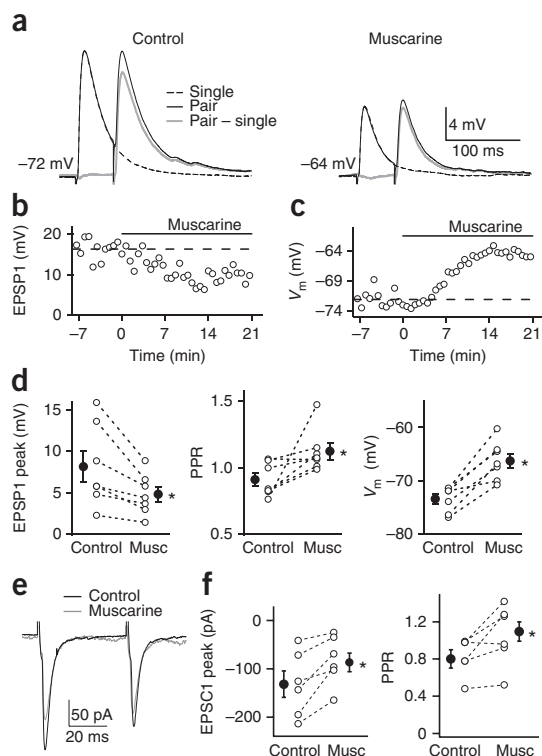 a
Control
Muscarine
Single
Pair
Pair – single
–72 mV
–64 mV
4 mV
100 ms
b
Muscarine
EPSP1 (mV)
20
10
0
–7 0 7 14 21
Time (min)
c
Muscarine
Vm (mV)
–64
–69
–74
–7 0 7 14 21
Time (min)
d
EPSP1 peak (mV)
15
10
5
0
*
Control Musc
PPR
1.5
1.0
0.5
*
Control Musc
Vm (mV)
–60
–70
–80
*
Control Musc
e
Control
Muscarine
50 pA
20 ms
f
EPSC1 peak (pA)
0
–100
–200
*
Control Musc
PPR
1.2
0.8
0.4
0
*
Control Musc